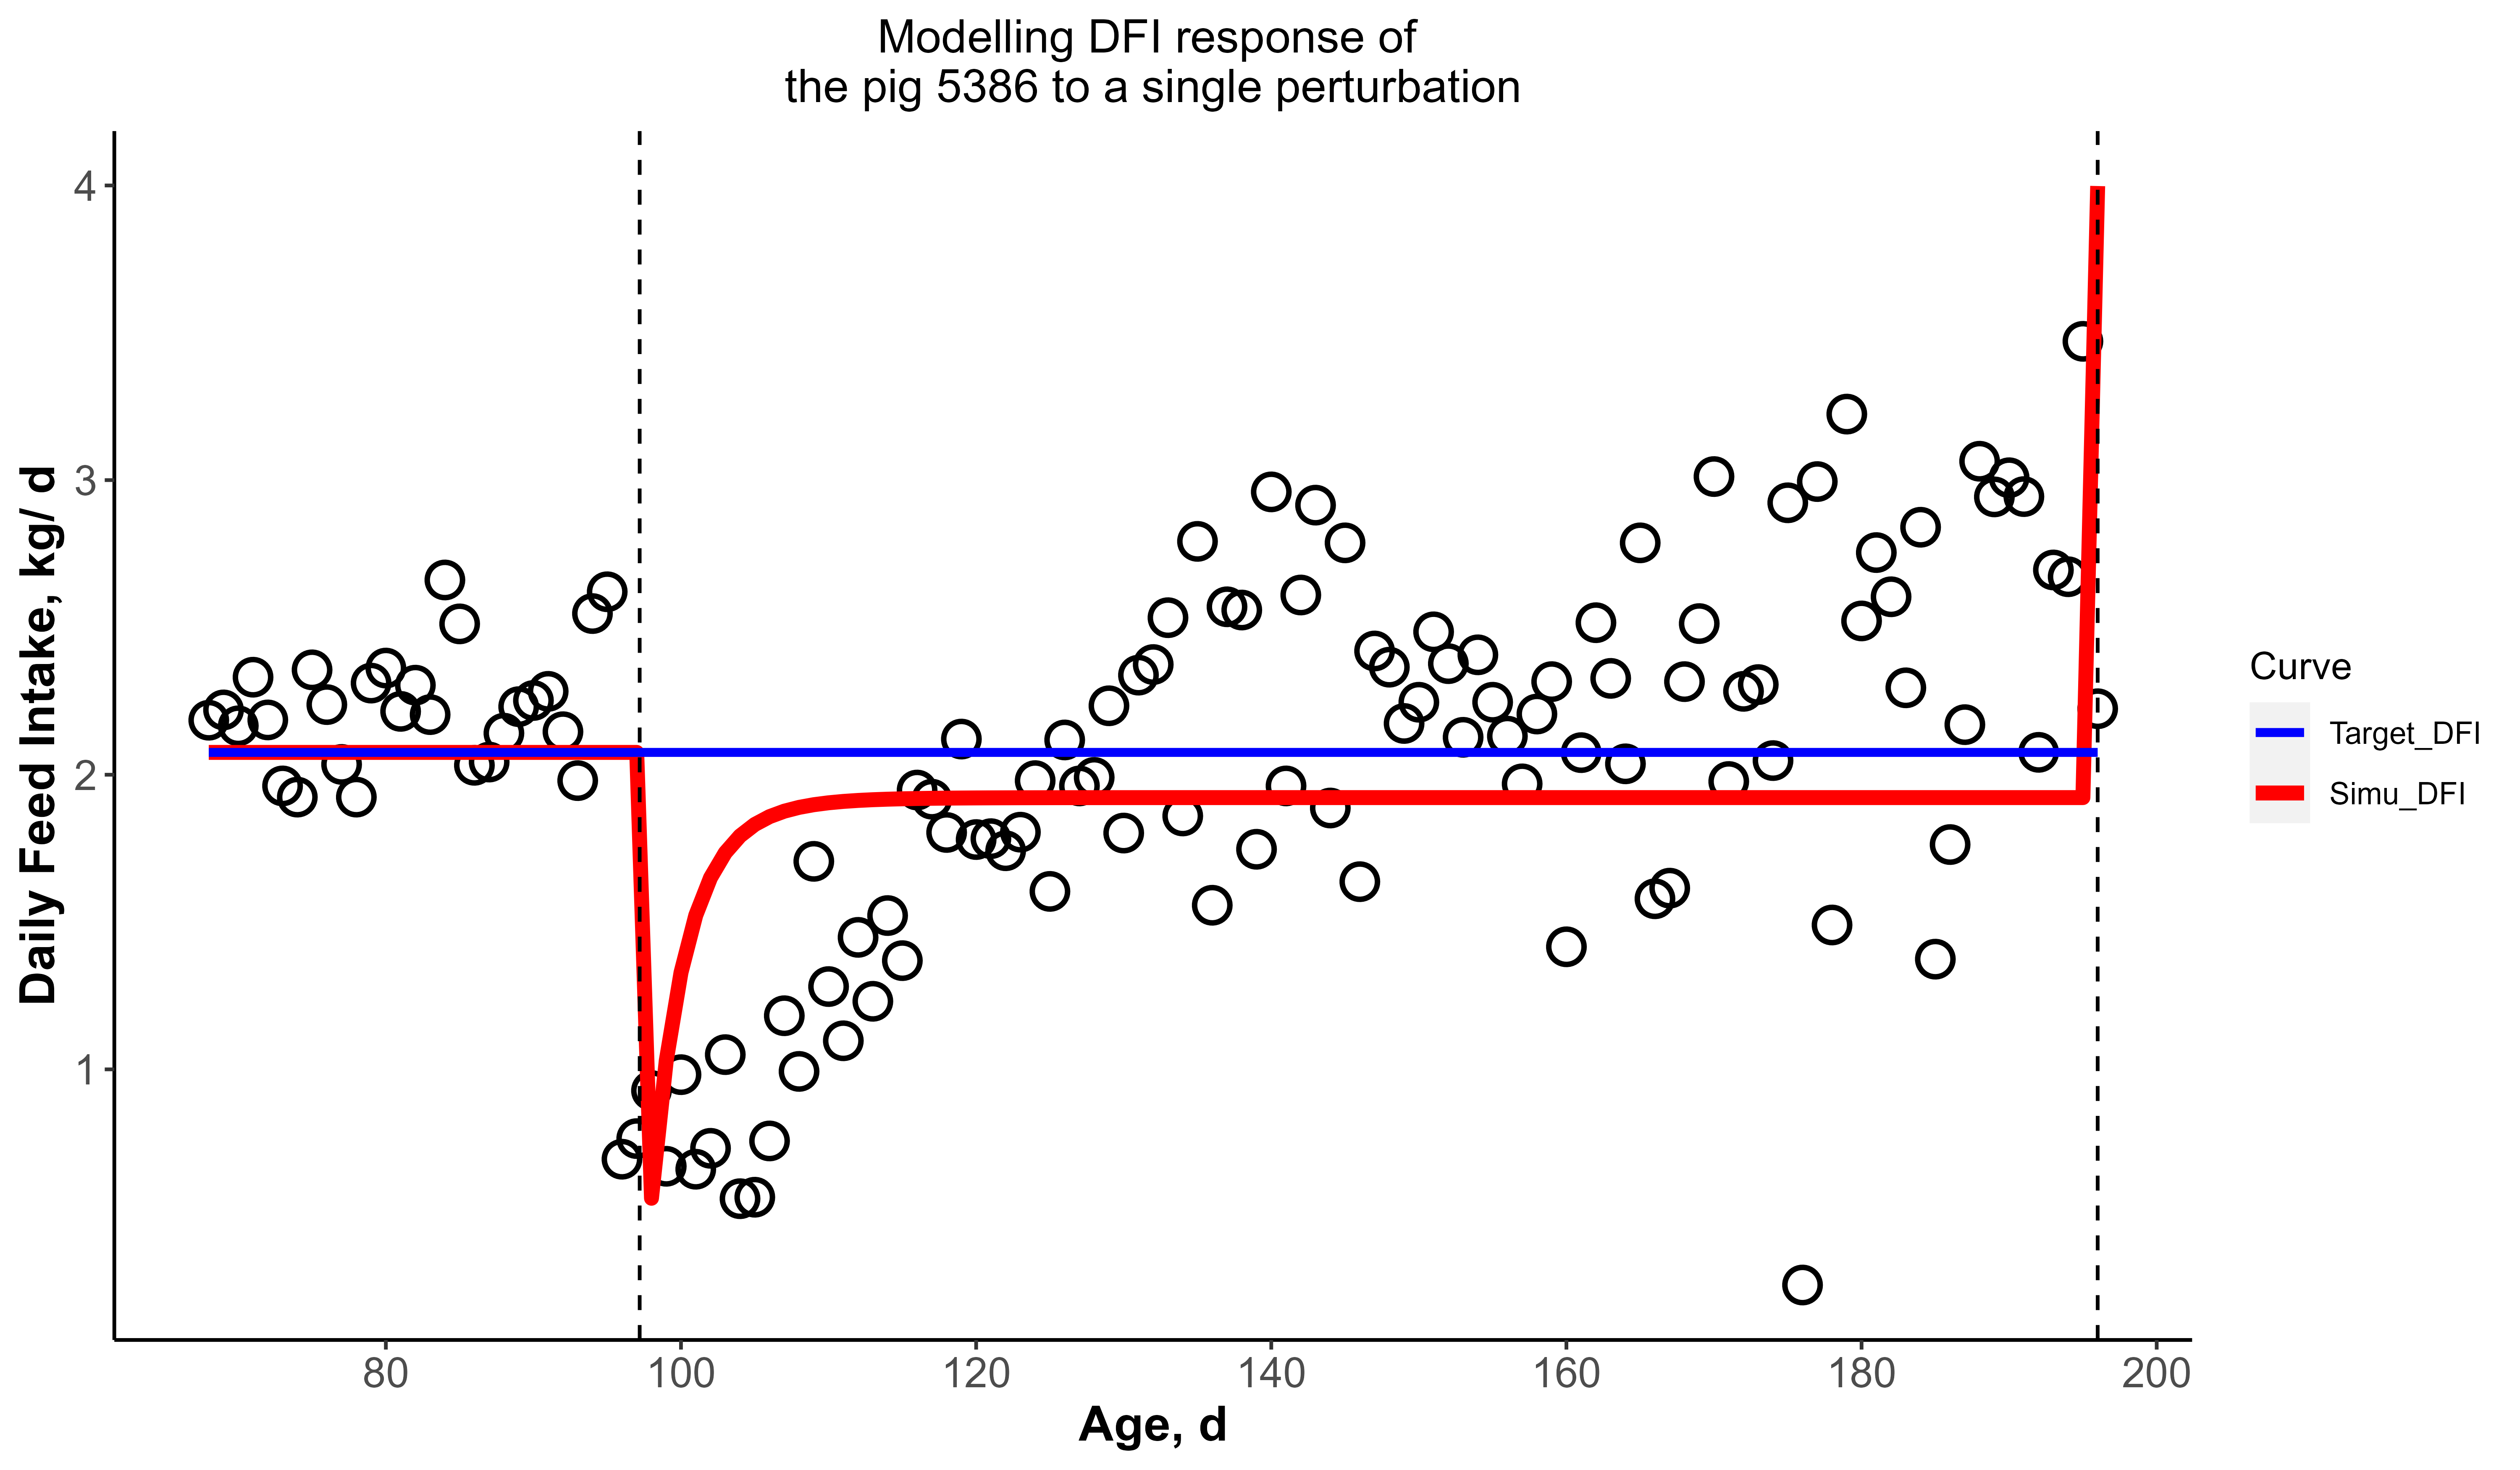 Modelling DFI response of
the pig 5386 to a single perturbation
Daily Feed Intake, kg/ d
4
3
2
1
80
100
120
140
160
180
200
Age, d
Curve
Target_DFI
Simu_DFI